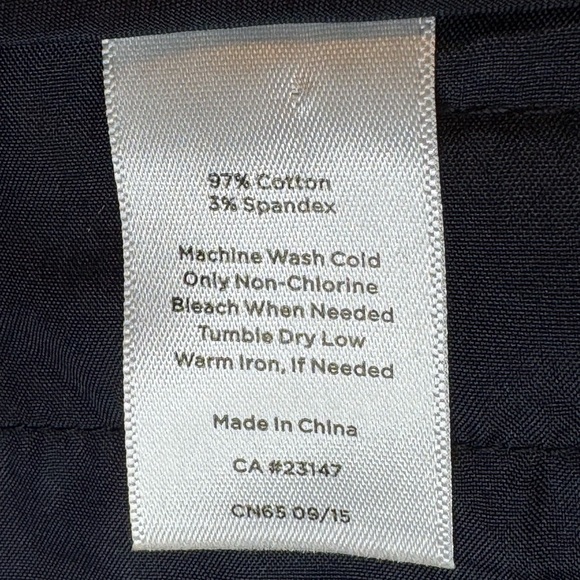 97% Cotton
3% Spandex
Machine Wash Cold
Only Non-Chlorine
Bleach When Needed
Tumble Dry Low
Warm Iron, If Needed
Made In China
CA #23147
CN65 09/15